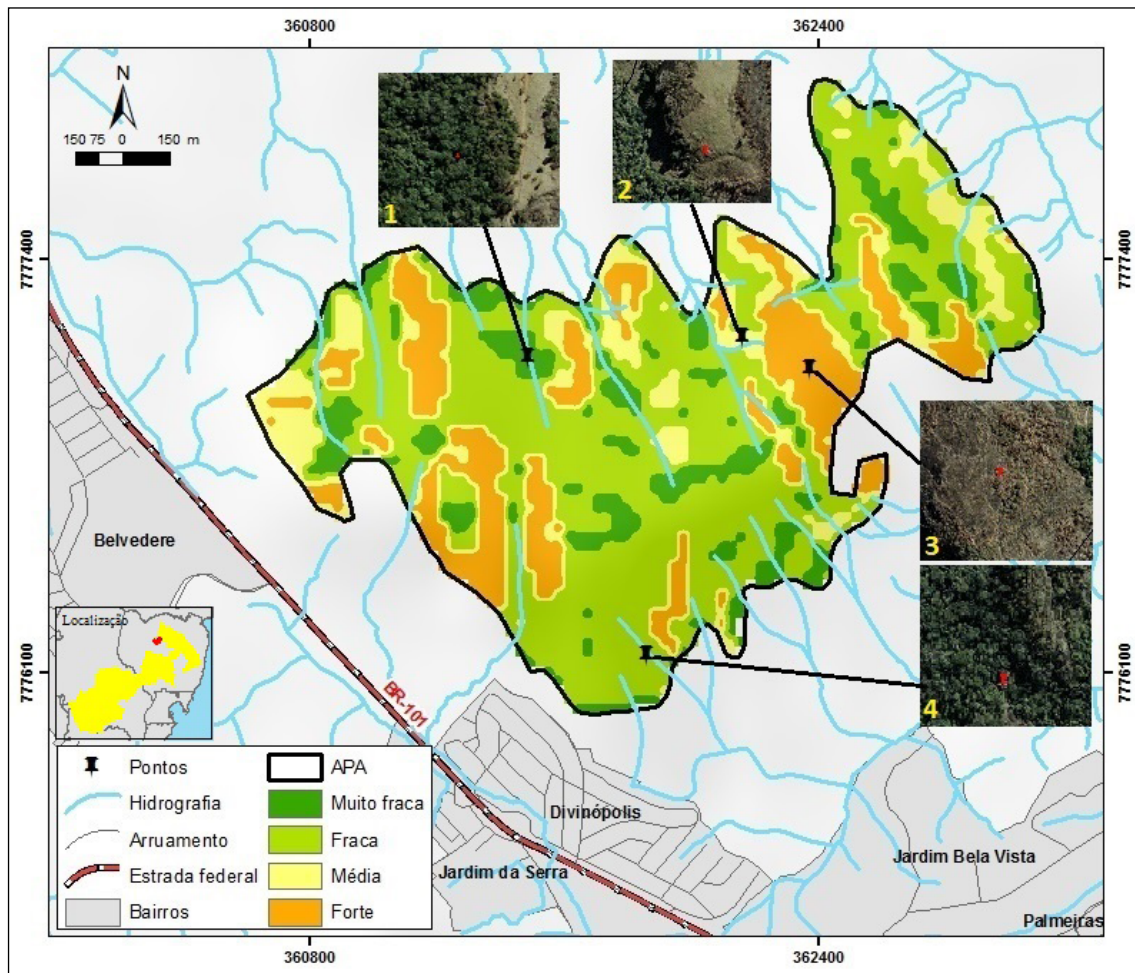 360800
362400
N
150 75 0 150 m
1
2
7777400
7777400
3
Belvedere
Localização
4
7776100
7776100
BR-101
Pontos
APA
Hidrografia
Muito fraca
Arruamento
Fraca
Divinópolis
Estrada federal
Média
Jardim da Serra
Jardim Bela Vista
Bairros
Forte
Palmeiras
360800
362400